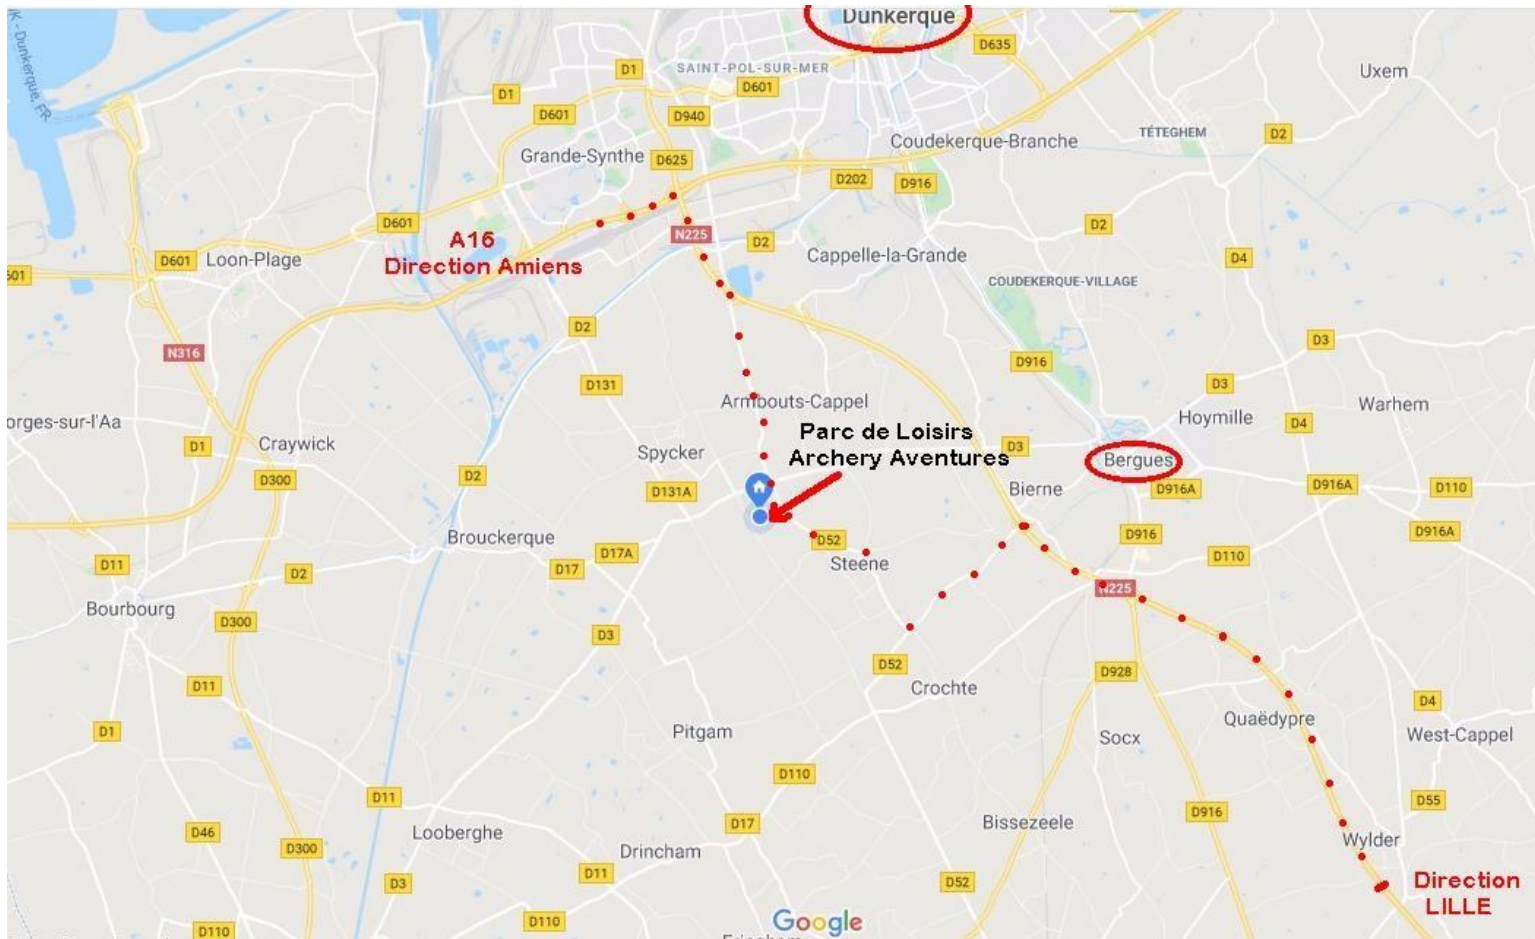 Dunkerque
D635
Uxem
D1
SAINT-POL-SUR-MER
D601
D1
D601
D940
TÉTEGHEM
D2
Coudekerque-Branche
Grande-Synthe
D625
D202
D916
K - Dunkerque, FR
D601
D2
A16
Direction Amiens
N225
D2
Cappelle-la-Grande
D4
D601
Loon-Plage
601
COUDEKERQUE-VILLAGE
D2
D3
N316
D916
D131
D3
Armbouts-Cappel
Hoymille
Warhem
orges-sur-l'Aa
D4
Parc de Loisirs
Archery Aventures
D1
Craywick
Spycker
D3
Bergues
D2
D300
D131A
Bierne
D916A
D916A
D110
D916
D916A
Brouckerque
D52
D17A
D110
D11
D2
D17
Steene
N225
Bourbourg
D300
D3
D52
D928
D11
Crochte
D4
Quaëdypre
D1
Pitgam
Socx
West-Cappel
D110
D11
D55
D916
D46
Looberghe
D17
Bissezeele
Wylder
D300
Drincham
D3
D11
D52
Direction
LILLE
D110
D110
Google